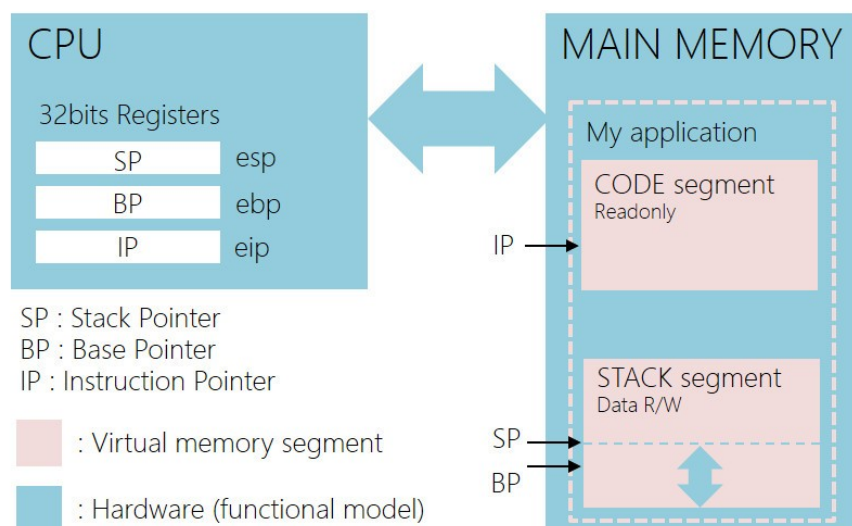 CPU
32bits Registers
SP esp
BP ebp
IP eip
SP : Stack Pointer
BP : Base Pointer
IP : Instruction Pointer
: Virtual memory segment
: Hardware (functional model)
MAIN MEMORY
My application
CODE segment
Readonly
IP
STACK segment
Data R/W
SP
BP